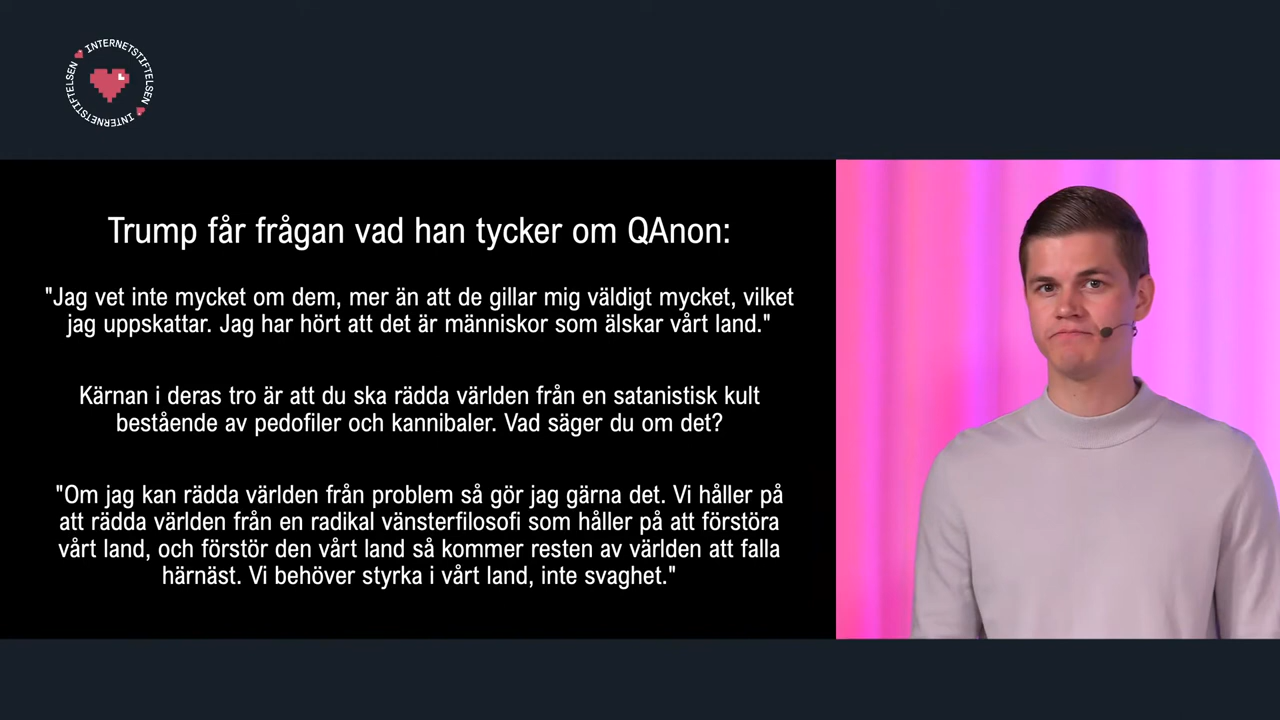 INTERNETSTIFTELSEN
INTERNETSTIFTELSEN
Trump får frågan vad han tycker om QAnon:
"Jag vet inte mycket om dem, mer än att de gillar mig väldigt mycket, vilket
jag uppskattar. Jag har hört att det är människor som älskar vårt land."
Kärnan i deras tro är att du ska rädda världen från en satanistisk kult
bestående av pedofiler och kannibaler. Vad säger du om det?
"Om jag kan rädda världen från problem så gör jag gärna det. Vi håller på
att rädda världen från en radikal vänsterfilosofi som håller på att förstöra
vårt land, och förstör den vårt land så kommer resten av världen att falla
härnäst. Vi behöver styrka i vårt land, inte svaghet."